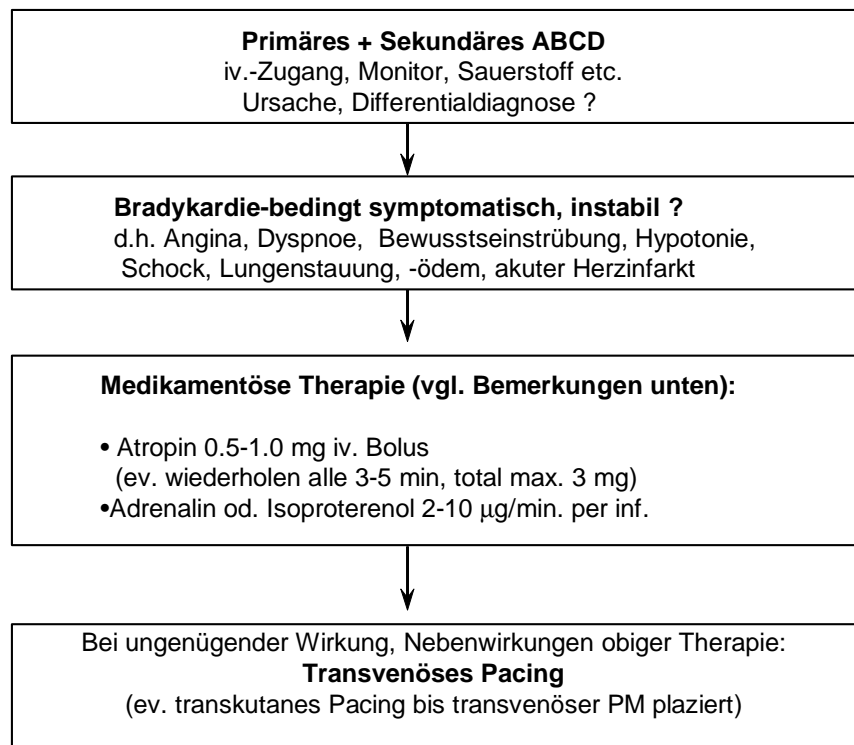 Primäres + Sekundäres ABCD
iv.-Zugang, Monitor, Sauerstoff etc.
Ursache, Differentialdiagnose ?
Bradykardie-bedingt symptomatisch, instabil ?
d.h. Angina, Dyspnoe, Bewusstseinstrübung, Hypotonie,
Schock, Lungenstauung, -ödem, akuter Herzinfarkt
Medikamentöse Therapie (vgl. Bemerkungen unten):
• Atropin 0.5-1.0 mg iv. Bolus
(ev. wiederholen alle 3-5 min, total max. 3 mg)
•Adrenalin od. Isoproterenol 2-10 µg/min. per inf.
Bei ungenügender Wirkung, Nebenwirkungen obiger Therapie:
Transvenöses Pacing
(ev. transkutanes Pacing bis transvenöser PM plaziert)